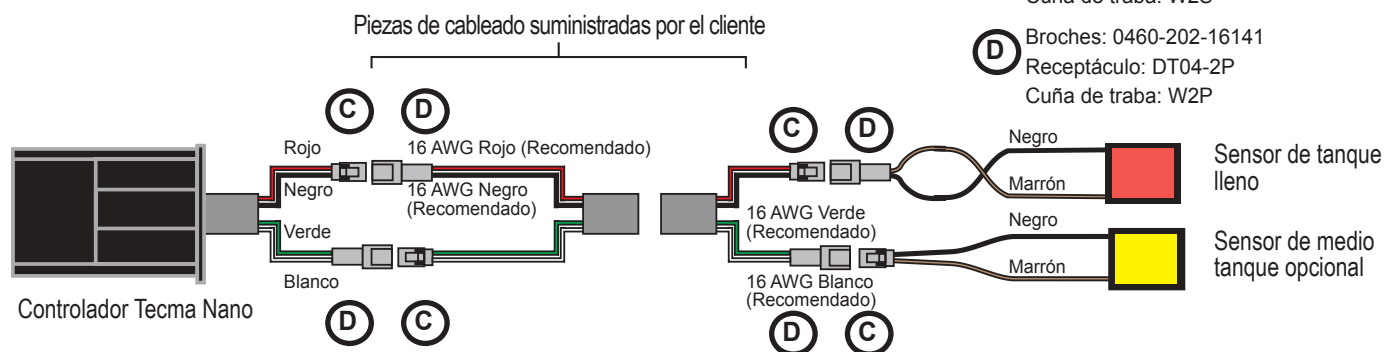 Piezas de cableado suministradas por el cliente
D
Broches: 0460-202-16141
Receptáculo: DT04-2P
Cuña de traba: W2P
C
D
Rojo
16 AWG Rojo (Recomendado)
Negro
16 AWG Negro
(Recomendado)
Verde
Blanco
D
C
Controlador Tecma Nano
C
D
16 AWG Verde
(Recomendado)
16 AWG Blanco
(Recomendado)
D
C
Negro
Marrón
Sensor de tanque
lleno
Negro
Marrón
Sensor de medio
tanque opcional